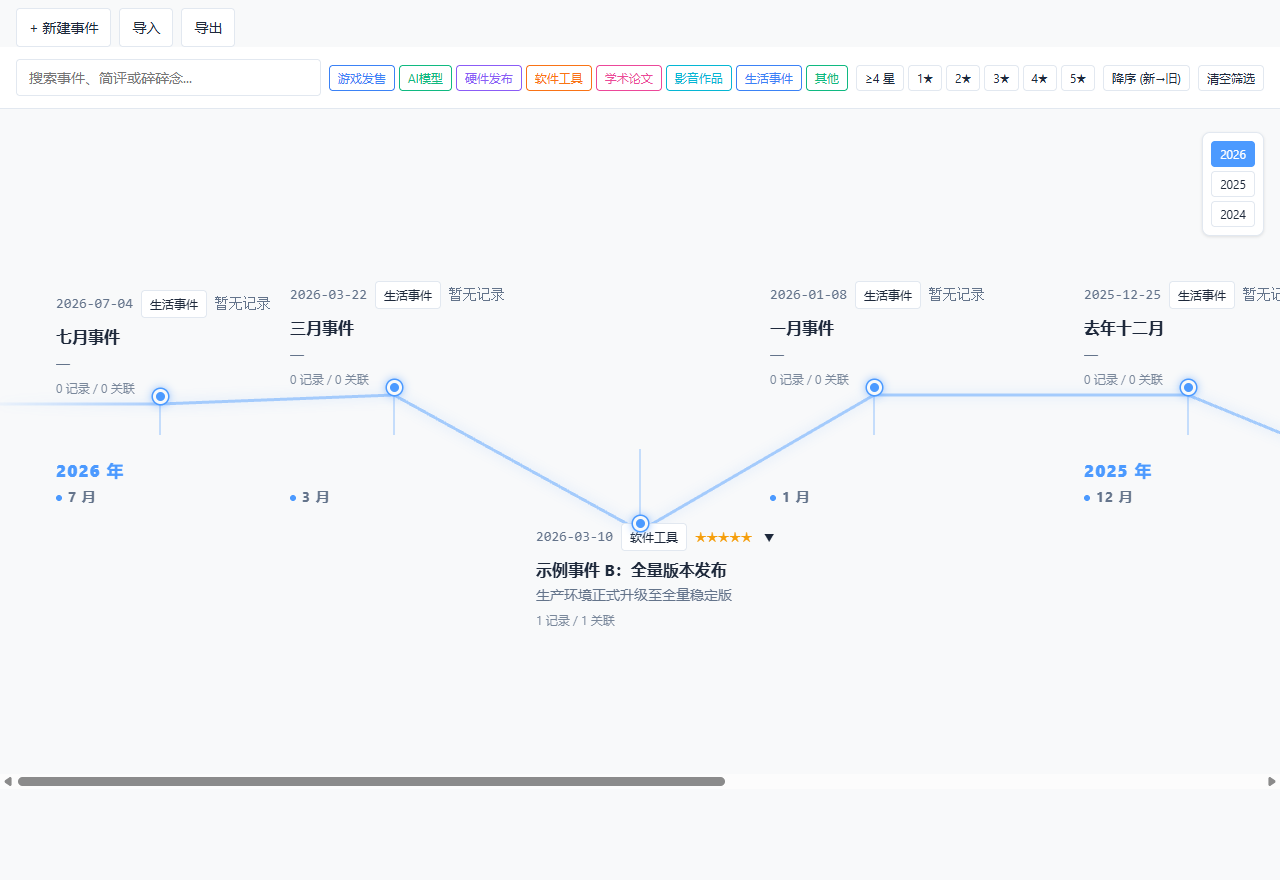 + 新建事件 导入 导出
搜索事件、简评或碎碎念... 游戏发售 AI模型 硬件发布 软件工具 学术论文 影音作品 生活事件 其他 ≥4 星 1★ 2★ 3★ 4★ 5★ 降序 (新→旧) 清空筛选
2026
2025
2024
2026-07-04 生活事件 暂无记录
七月事件
—
0 记录 / 0 关联
2026-03-22 生活事件 暂无记录
三月事件
—
0 记录 / 0 关联
2026-01-08 生活事件 暂无记录
一月事件
—
0 记录 / 0 关联
2025-12-25 生活事件 暂无记
去年十二月
—
0 记录 / 0 关联
2026 年
7 月
3 月
1 月
2025 年
12 月
2026-03-10 软件工具 ★★★★★ ▼
示例事件 B：全量版本发布
生产环境正式升级至全量稳定版
1 记录 / 1 关联